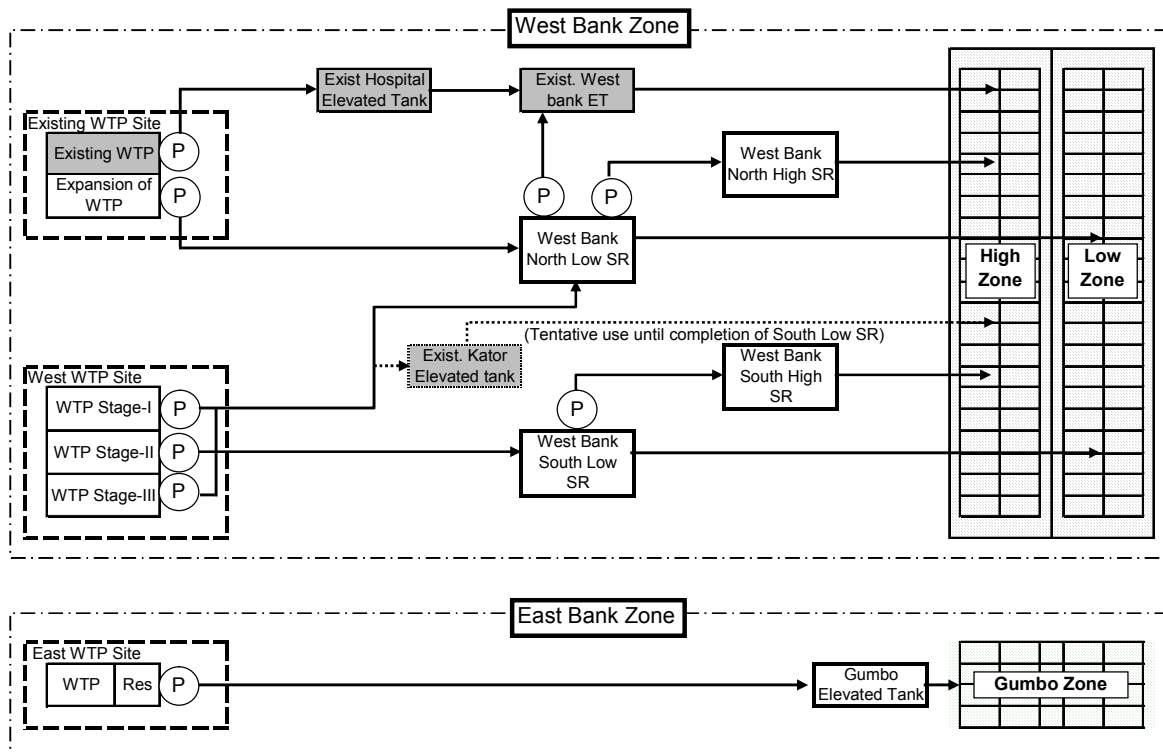 West Bank Zone
Exist Hospital
Elevated Tank
Exist. West
bank ET
Existing WTP Site
Existing WTP
P
Expansion of
WTP
P
West Bank
North High SR
P
P
West Bank
North Low SR
High
Zone
Low
Zone
(Tentative use until completion of South Low SR)
Exist. Kator
Elevated tank
West Bank
South High
SR
West WTP Site
WTP Stage-I
P
WTP Stage-II
P
WTP Stage-III
P
P
West Bank
South Low
SR
East Bank Zone
East WTP Site
WTP
Res
P
Gumbo
Elevated Tank
Gumbo Zone